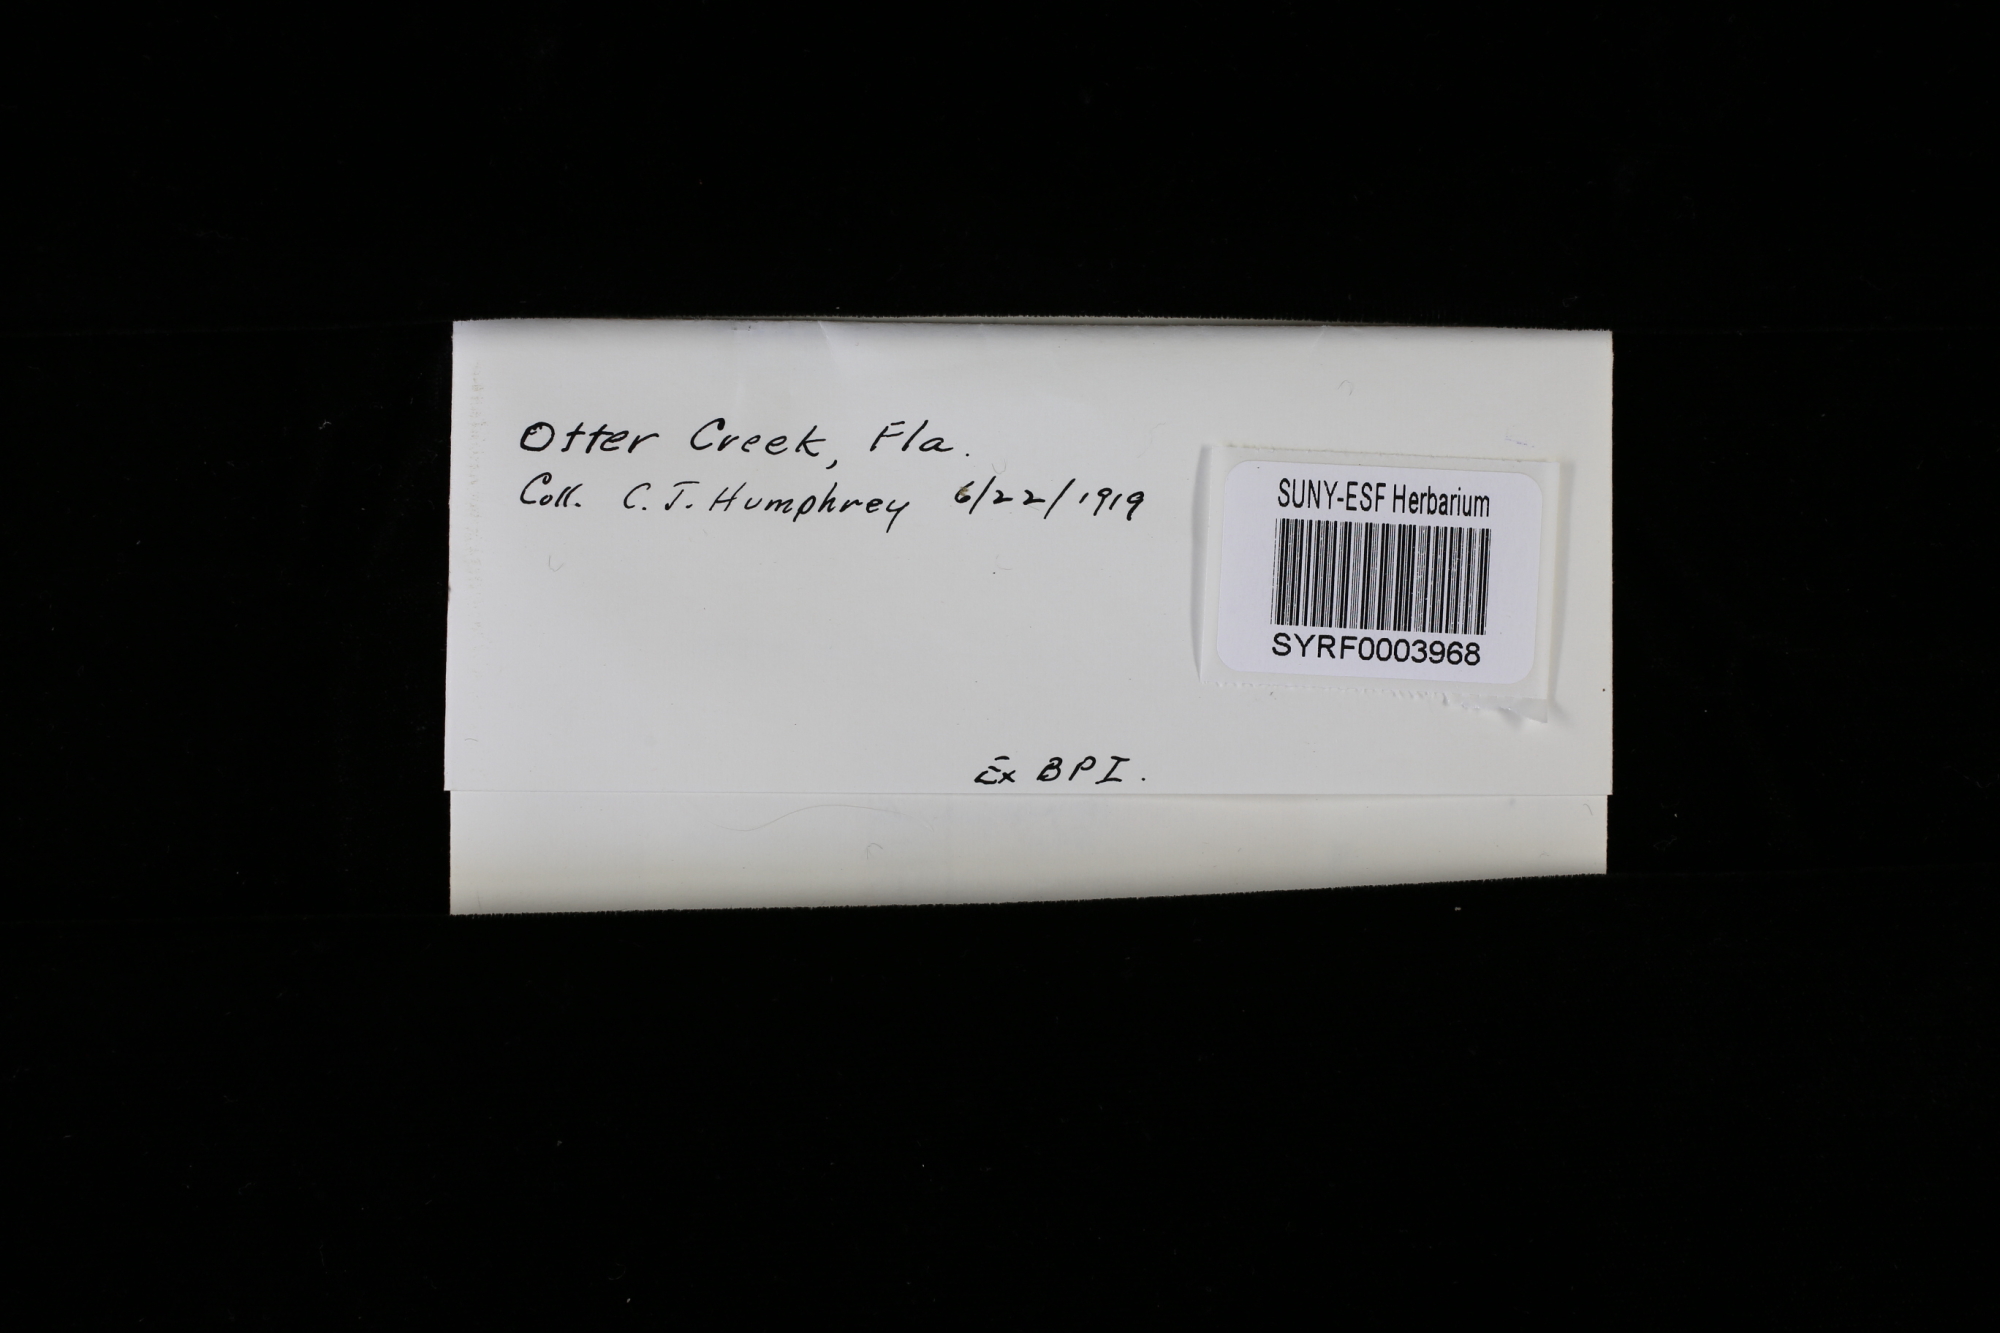 Otter Creek, Fla.
Coll. C. J. Humphrey 6/22/1919
SUNY-ESF Herbarium
SYRF0003968
Ex BPI.